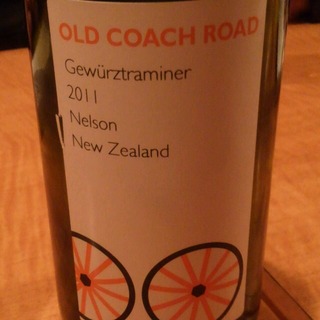 OLD COACH ROAD
Gewürztraminer
2011
Nelson
New Zealand